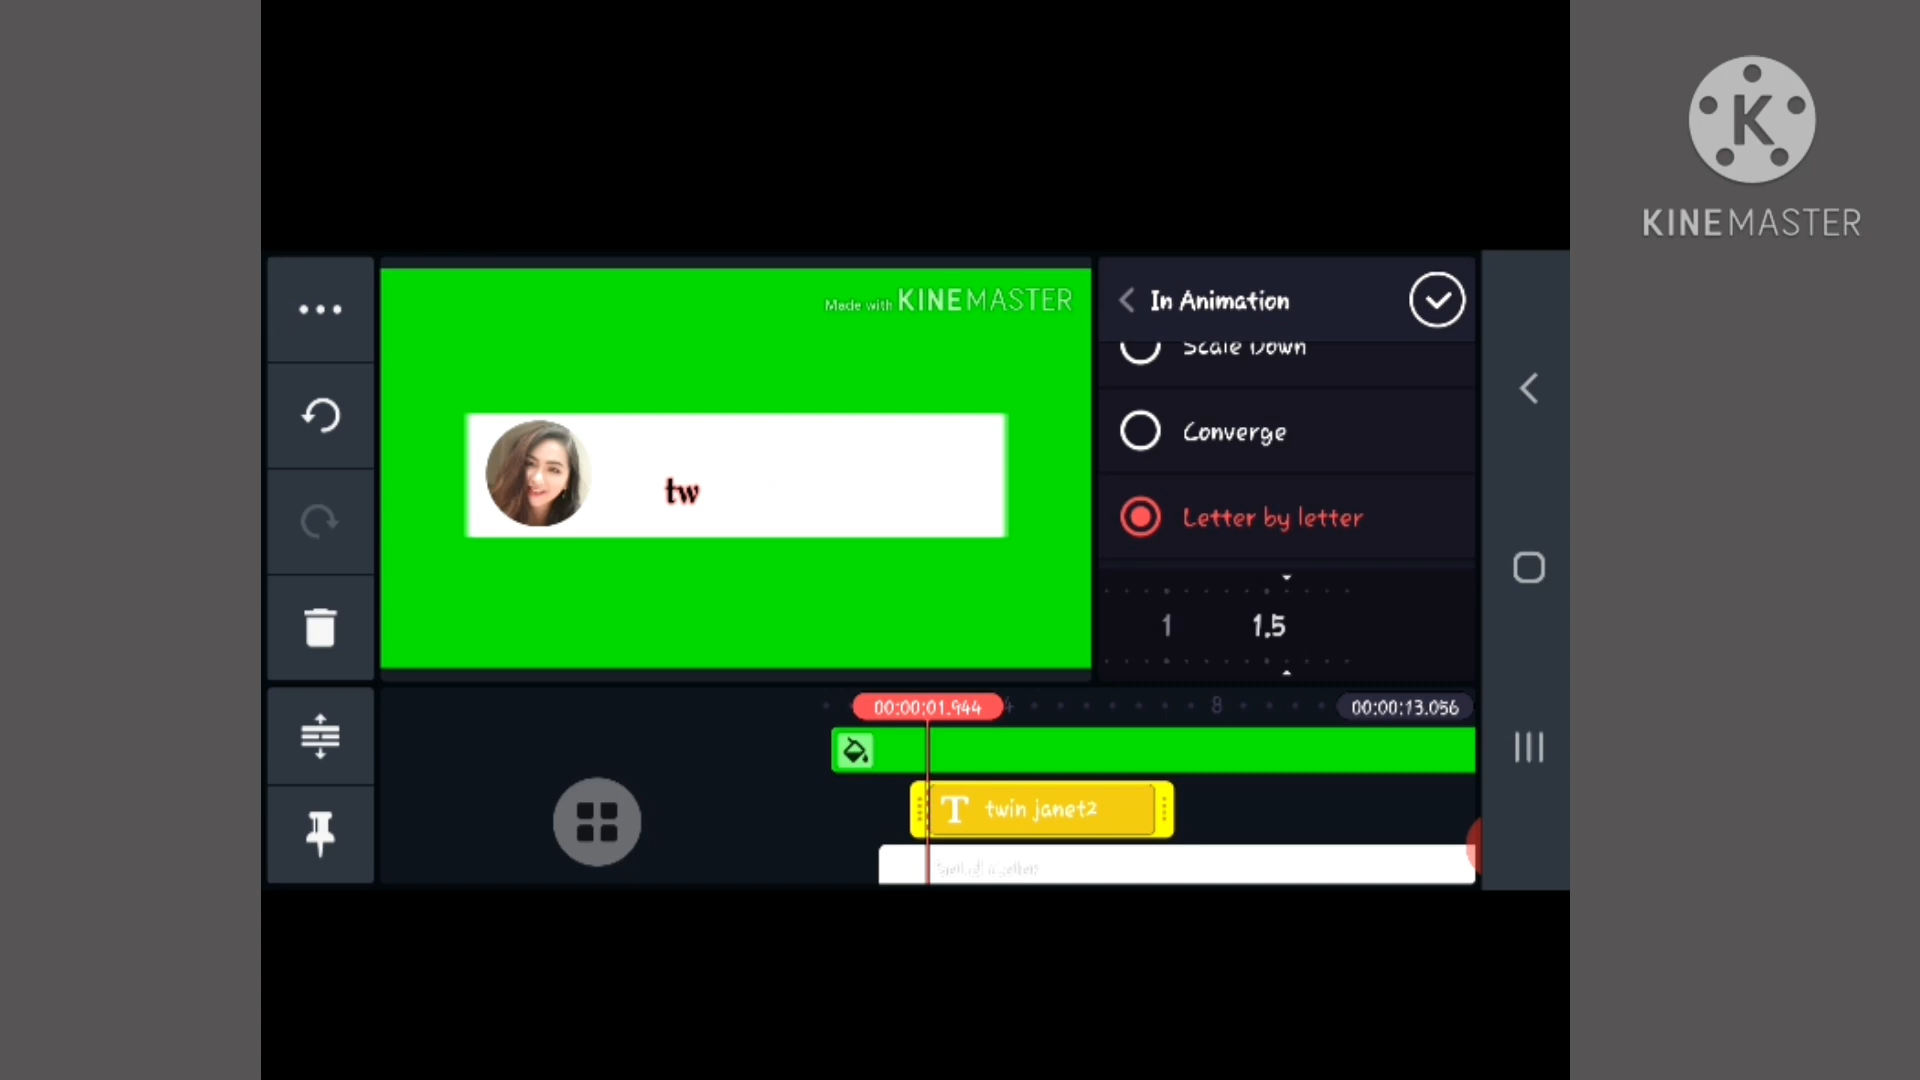 KINEMASTER
Made with KINEMASTER
In Animation
Scale Down
Converge
tw
Letter by letter
1 1.5
00:00:01.944
8
00:00:13.056
T twin janet2